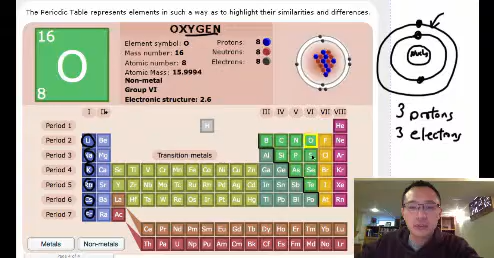 The Periodic Table represents elements in such a way as to highlight their similarities and differences.
OXYGEN
16
O
8
Element symbol: O
Mass number: 16
Atomic number: 8
Atomic Mass: 15.9994
Non-metal
Group VI
Electronic structure: 2.6
Protons: 8
Neutrons: 8
Electrons: 8
3 protons
3 electrons
I II III IV V VI VII VIII
Period 1 H He
Period 2 Li Be B C N O F Ne
Period 3 Na Mg Al Si P S Cl Ar
Transition metals
Period 4 K Ca Sc Ti V Cr Mn Fe Co Ni Cu Zn Ga Ge As Se Br Kr
Period 5 Rb Sr Y Zr Nb Mo Tc Ru Rh Pd Ag Cd In Sn Sb Te I Xe
Period 6 Cs Ba La Hf Ta W Re Os Ir Pt Au Hg Tl Pb Bi Po At Rn
Period 7 Fr Ra Ac
Ce Pr Nd Pm Sm Eu Gd Tb Dy Ho Er Tm Yb Lu
Th Pa U Np Pu Am Cm Bk Cf Es Fm Md No Lr
Metals
Non-metals